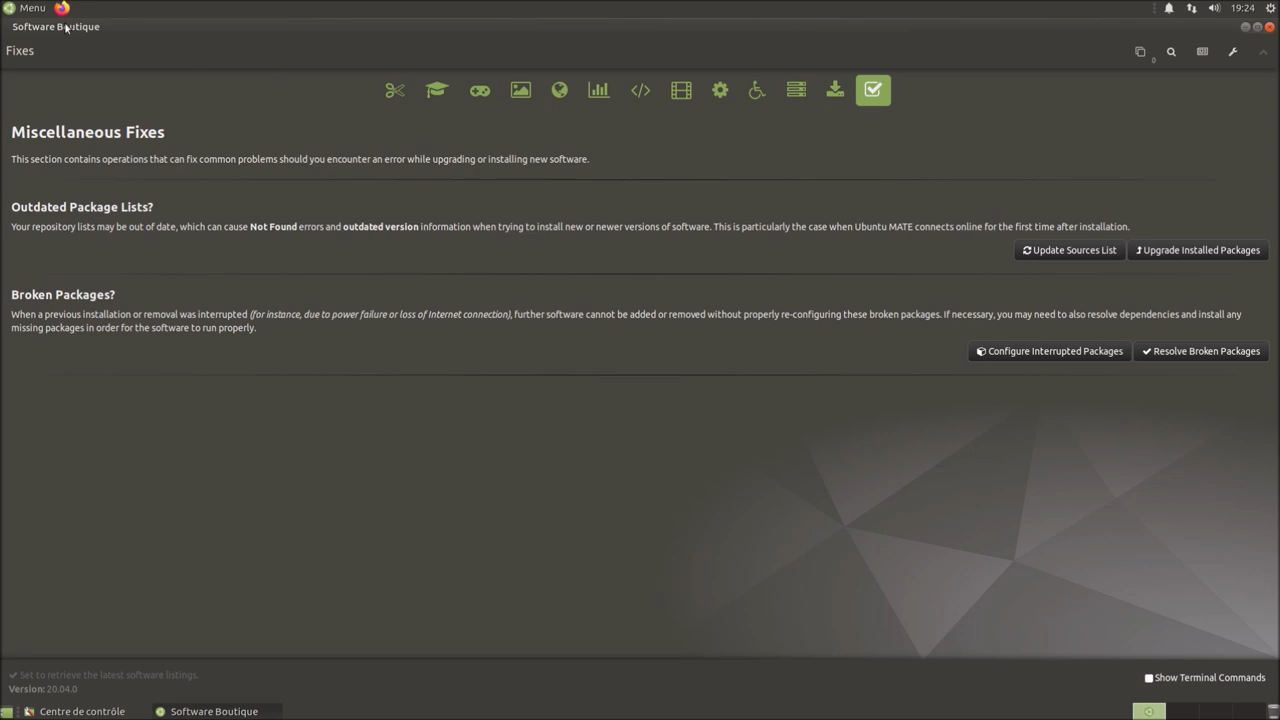 Menu
19:24
Software Boutique
Fixes
0
Miscellaneous Fixes
This section contains operations that can fix common problems should you encounter an error while upgrading or installing new software.
Outdated Package Lists?
Your repository lists may be out of date, which can cause Not Found errors and outdated version information when trying to install new or newer versions of software. This is particularly the case when Ubuntu MATE connects online for the first time after installation.
Update Sources List
Upgrade Installed Packages
Broken Packages?
When a previous installation or removal was interrupted (for instance, due to power failure or loss of Internet connection), further software cannot be added or removed without properly re-configuring these broken packages. If necessary, you may need to also resolve dependencies and install any
missing packages in order for the software to run properly.
Configure Interrupted Packages
Resolve Broken Packages
Set to retrieve the latest software listings.
Version: 20.04.0
Show Terminal Commands
Centre de contrôle
Software Boutique